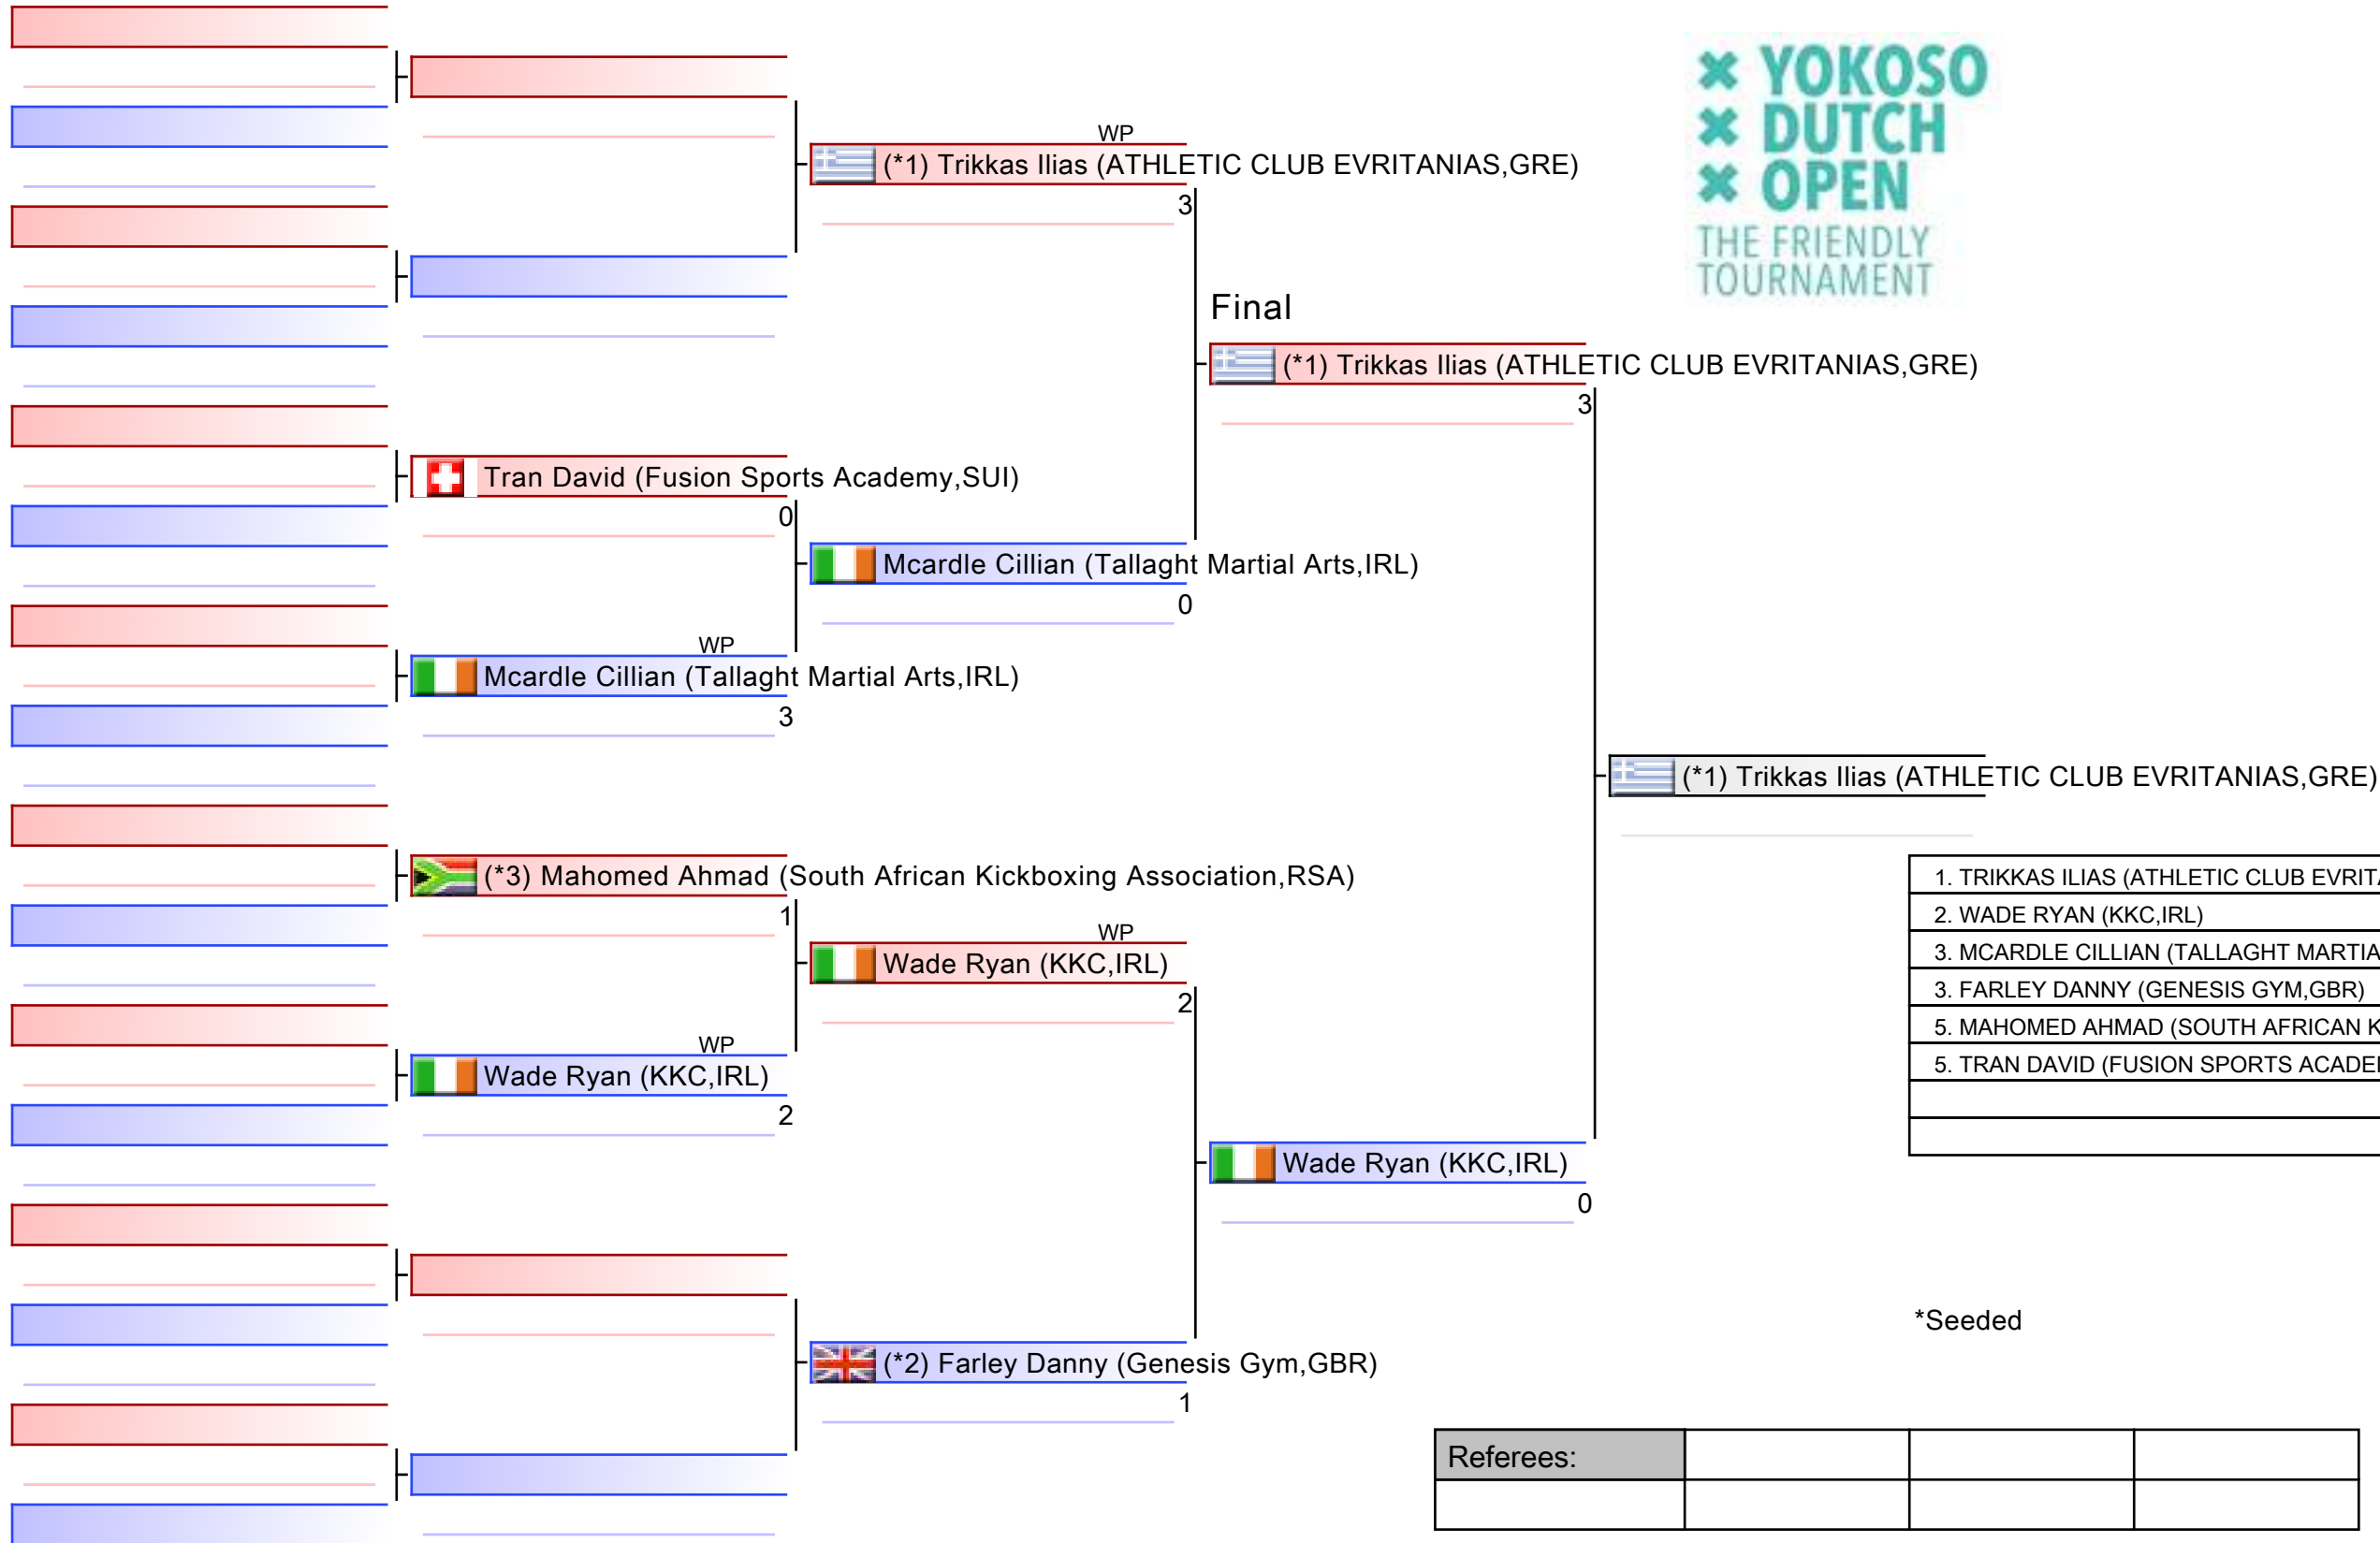 YOKOSO
DUTCH
OPEN
THE FRIENDLY
TOURNAMENT
WP
(*1) Trikkas Ilias (ATHLETIC CLUB EVRITANIAS,GRE)
3
Final
(*1) Trikkas Ilias (ATHLETIC CLUB EVRITANIAS,GRE)
3
Tran David (Fusion Sports Academy,SUI)
0
Mcardle Cillian (Tallaght Martial Arts,IRL)
0
WP
Mcardle Cillian (Tallaght Martial Arts,IRL)
3
(*1) Trikkas Ilias (ATHLETIC CLUB EVRITANIAS,GRE)
(*3) Mahomed Ahmad (South African Kickboxing Association,RSA)
1
WP
Wade Ryan (KKC,IRL)
2
WP
Wade Ryan (KKC,IRL)
2
Wade Ryan (KKC,IRL)
0
(*2) Farley Danny (Genesis Gym,GBR)
1
1. TRIKKAS ILIAS (ATHLETIC CLUB EVRITA
2. WADE RYAN (KKC,IRL)
3. MCARDLE CILLIAN (TALLAGHT MARTIA
3. FARLEY DANNY (GENESIS GYM,GBR)
5. MAHOMED AHMAD (SOUTH AFRICAN K
5. TRAN DAVID (FUSION SPORTS ACADE
*Seeded
Referees: